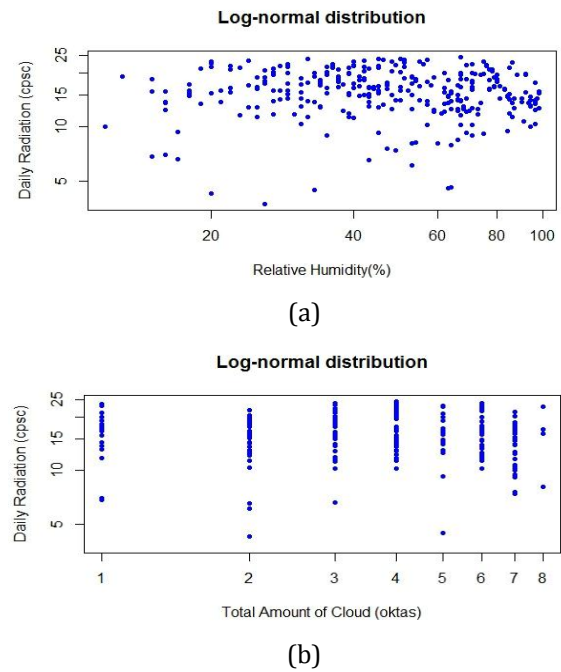 Log-normal distribution
Daily Radiation (cpsc)
25
15
10
5
20 40 60 80 100
Relative Humidity(%)
(a)
Log-normal distribution
Daily Radiation (cpsc)
25
15
10
5
1 2 3 4 5 6 7 8
Total Amount of Cloud (oktas)
(b)